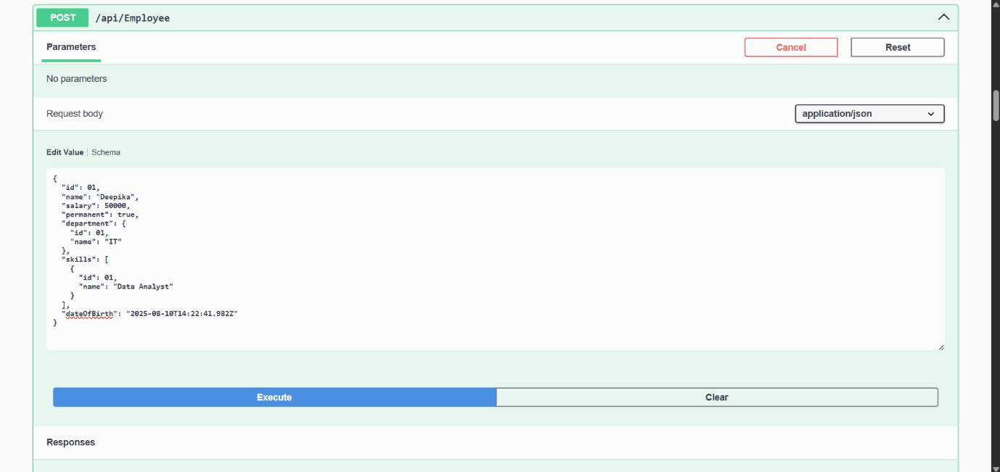 POST /api/Employee
Parameters
Cancel
Reset
No parameters
Request body
application/json
Edit Value | Schema
{
  "id": 01,
  "name": "Deepika",
  "salary": 50000,
  "permanent": true,
  "department": {
    "id": 01,
    "name": "IT"
  },
  "skills": [
    {
      "id": 01,
      "name": "Data Analyst"
    }
  ],
  "dateOfBirth": "2025-08-10T14:22:41.982Z"
}
Execute
Clear
Responses